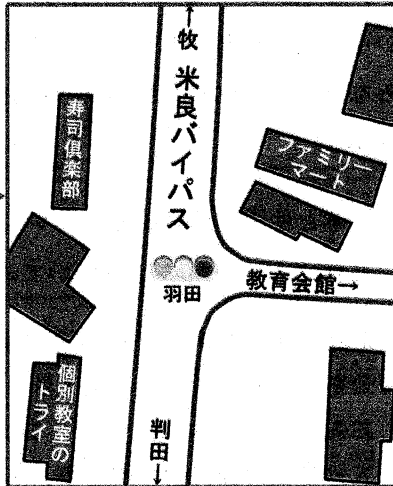 ↑牧
米良バイパス
寿司倶楽部
ファミリー
マート
羽田
教育会館→
個別教室の
トライ
判田↓